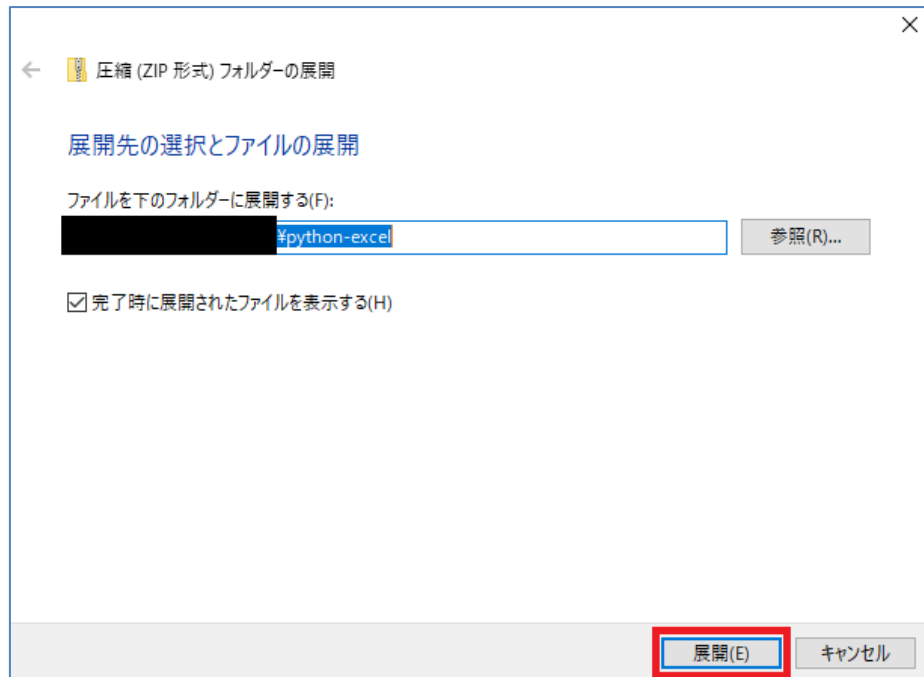 圧縮 (ZIP 形式) フォルダーの展開
展開先の選択とファイルの展開
ファイルを下のフォルダーに展開する(F):
¥python-excel
参照(R)...
完了時に展開されたファイルを表示する(H)
展開(E)
キャンセル